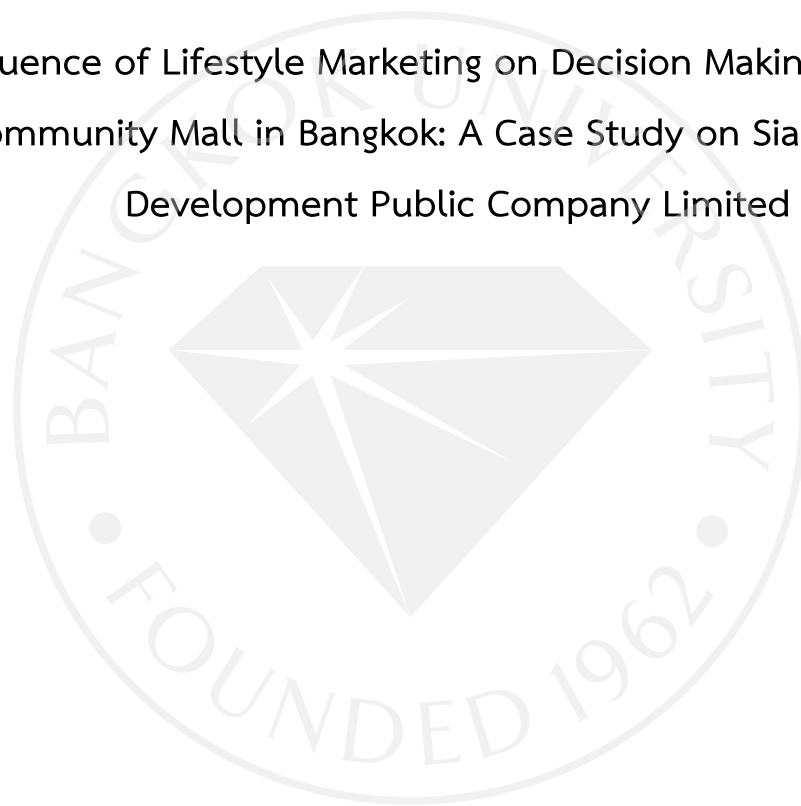 uence of Lifestyle Marketing on Decision Makin
ommunity Mall in Bangkok: A Case Study on Sia
Development Public Company Limited
BANGKOK UNIVERSITY
• FOUNDED 1962 •